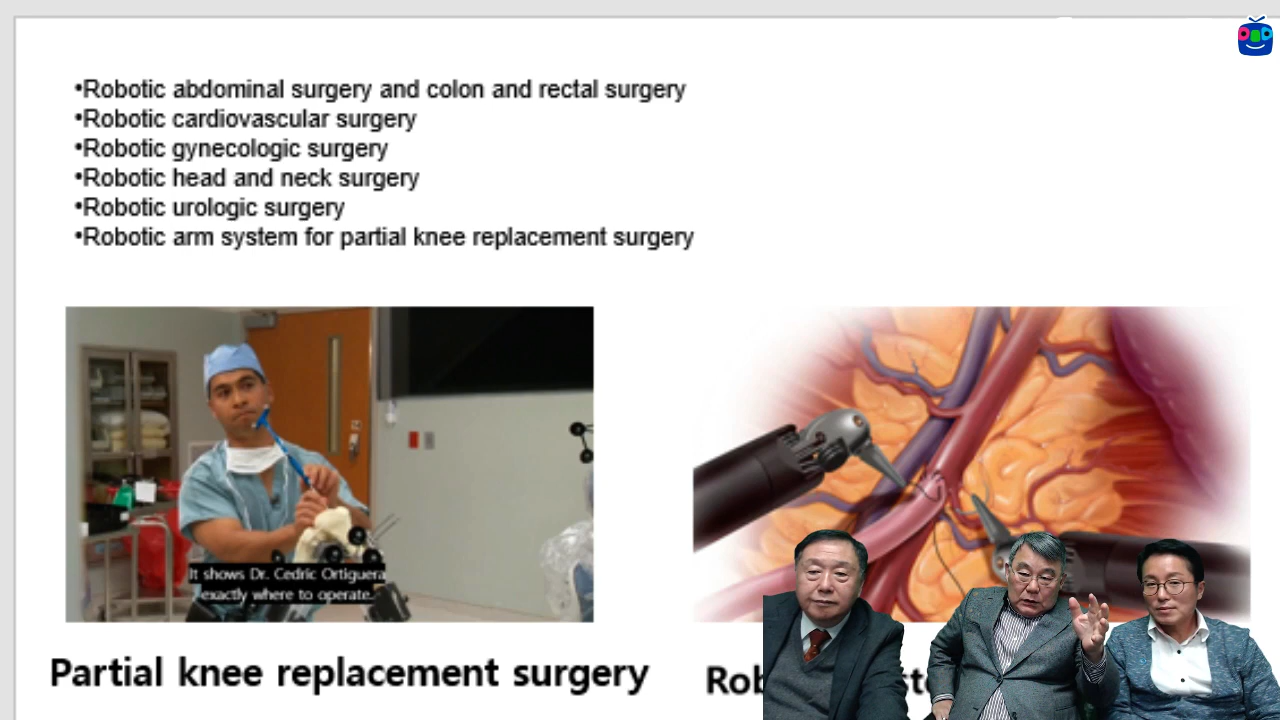 •Robotic abdominal surgery and colon and rectal surgery
•Robotic cardiovascular surgery
•Robotic gynecologic surgery
•Robotic head and neck surgery
•Robotic urologic surgery
•Robotic arm system for partial knee replacement surgery
It shows Dr. Cedric Ortiguera
exactly where to operate.
Partial knee replacement surgery